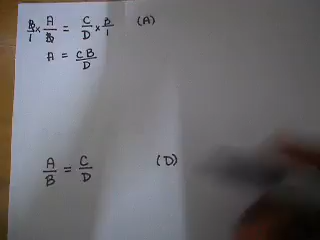 B/1 × A/B = C/D × B/1 (A)
A = CB/D
A/B = C/D (D)